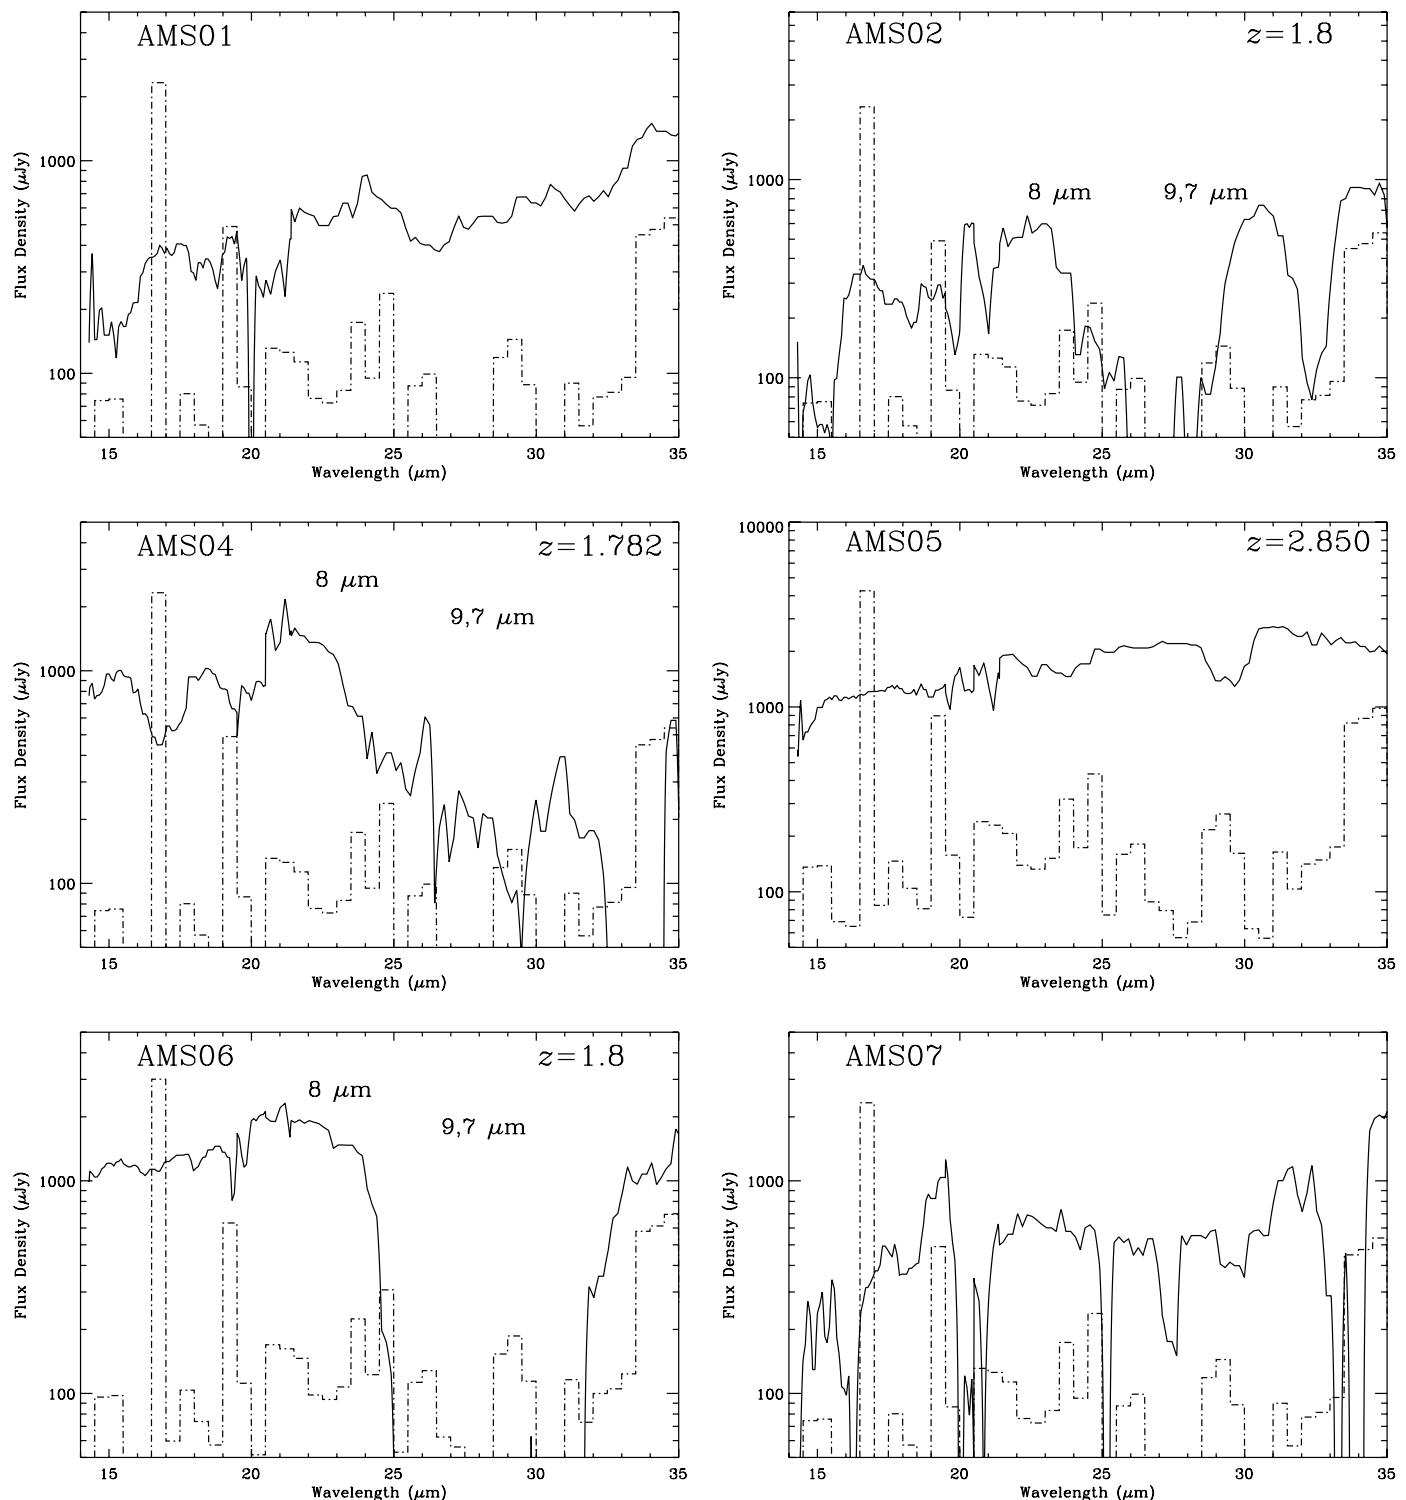 AMS01
1000
100
Flux Density (μJy)
15 20 25 30 35
Wavelength (μm)
AMS02 z=1.8
8 μm 9,7 μm
1000
100
Flux Density (μJy)
15 20 25 30 35
Wavelength (μm)
AMS04 z=1.782
8 μm
9,7 μm
1000
100
Flux Density (μJy)
15 20 25 30 35
Wavelength (μm)
10000
AMS05 z=2.850
1000
100
Flux Density (μJy)
15 20 25 30 35
Wavelength (μm)
AMS06 z=1.8
8 μm
9,7 μm
1000
100
Flux Density (μJy)
15 20 25 30 35
Wavelength (μm)
AMS07
1000
100
Flux Density (μJy)
15 20 25 30 35
Wavelength (μm)